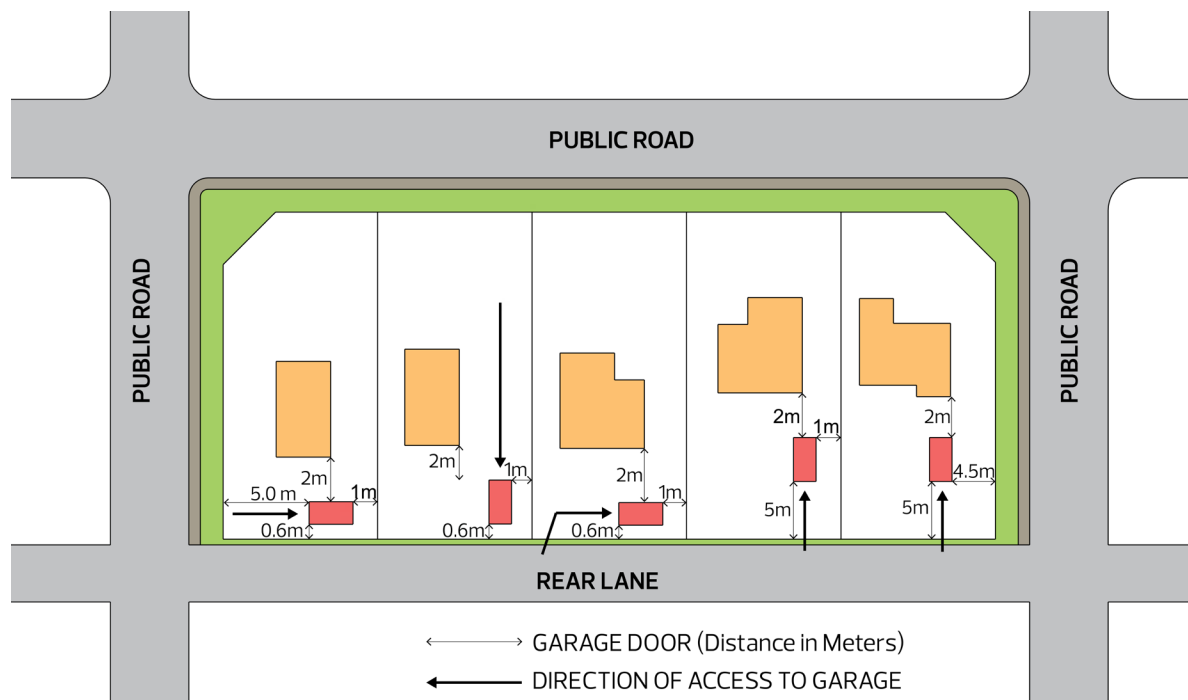 PUBLIC ROAD
PUBLIC ROAD
PUBLIC ROAD
2m
5.0 m
1m
0.6m
2m
1m
0.6m
2m
1m
0.6m
2m
1m
5m
2m
4.5m
5m
REAR LANE
GARAGE DOOR (Distance in Meters)
DIRECTION OF ACCESS TO GARAGE